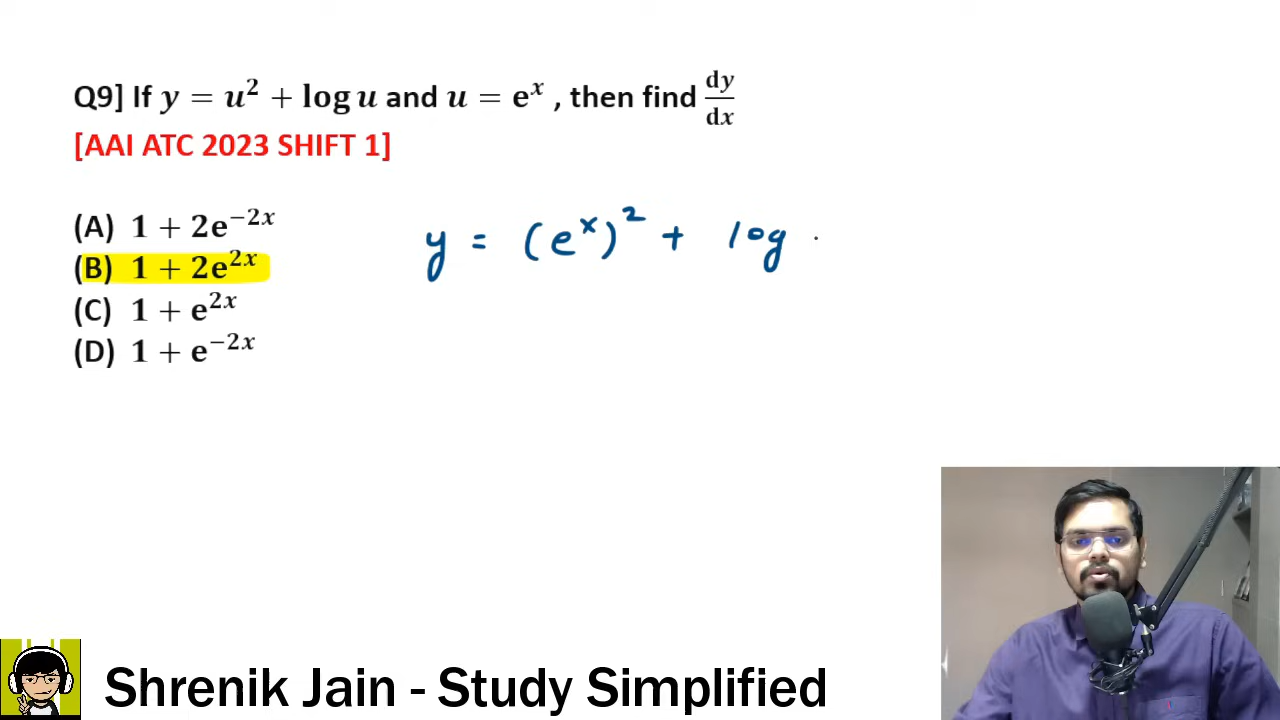 Q9] If y = u² + log u and u = eˣ , then find dy/dx
[AAI ATC 2023 SHIFT 1]
(A) 1 + 2e⁻²ˣ
(B) 1 + 2e²ˣ
(C) 1 + e²ˣ
(D) 1 + e⁻²ˣ
y = (eˣ)² + log
Shrenik Jain - Study Simplified